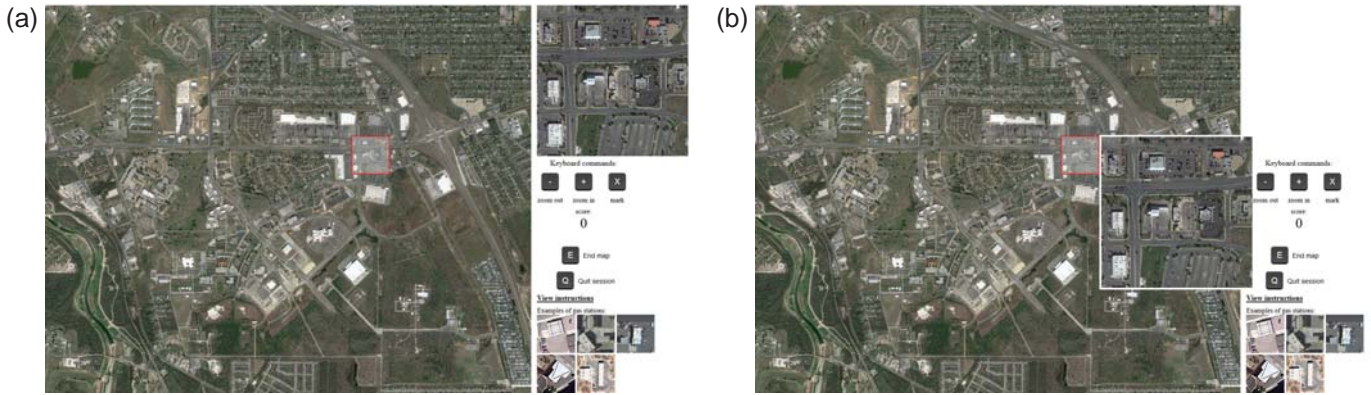 (a)
Keyboard commands:
- + X
zoom out zoom in mark
score:
0
E End map
Q Quit session
View instructions
Examples of gas stations:
(b)
Keyboard commands:
- + X
zoom out zoom in mark
score:
0
E End map
Q Quit session
View instructions
Examples of gas stations: